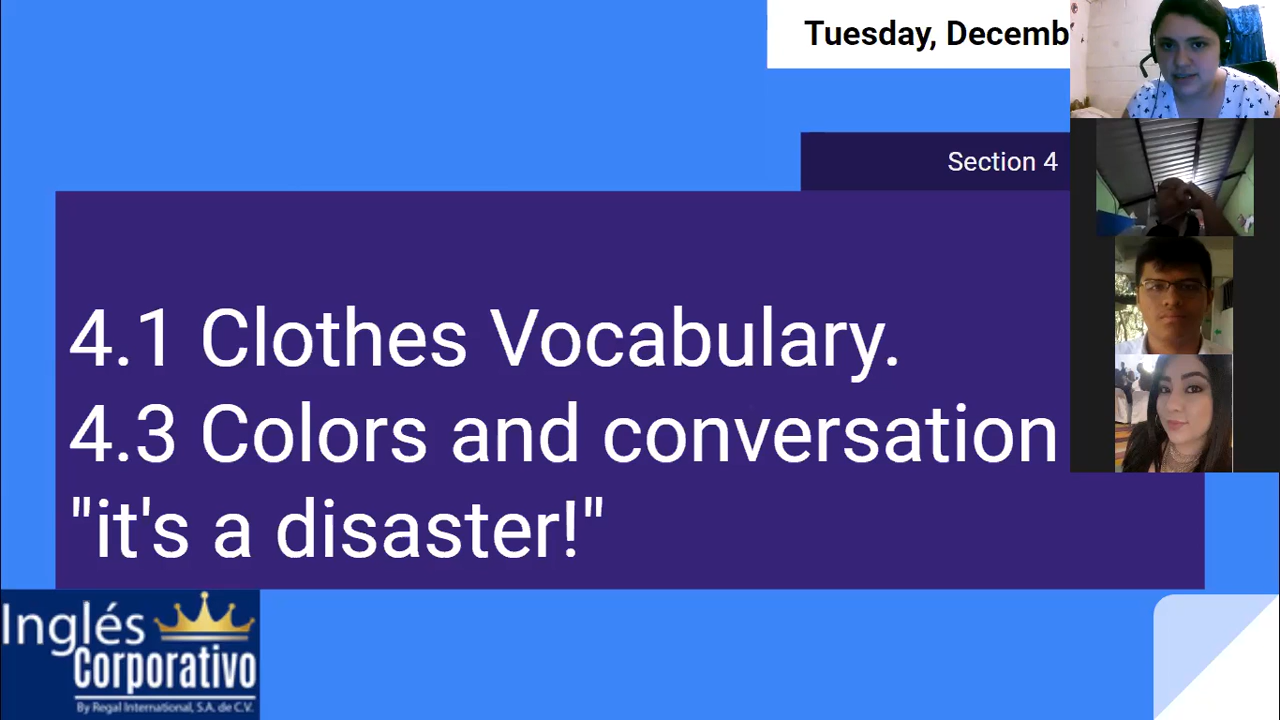 Tuesday, Decemb
Section 4
4.1 Clothes Vocabulary.
4.3 Colors and conversation
"it's a disaster!"
Inglés
Corporativo
By Regal International, S.A. de C.V.